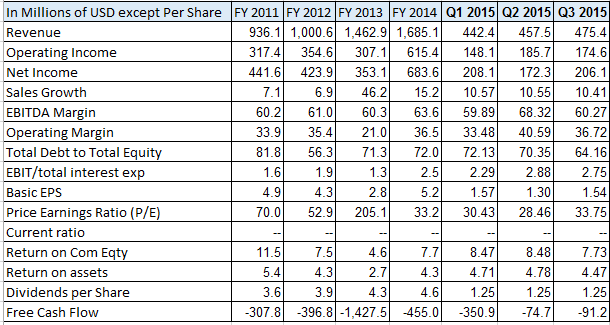 In Millions of USD except Per Share FY 2011 FY 2012 FY 2013 FY 2014 Q1 2015 Q2 2015 Q3 2015
Revenue 936.1 1,000.6 1,462.9 1,685.1 442.4 457.5 475.4
Operating Income 317.4 354.6 307.1 615.4 148.1 185.7 174.6
Net Income 441.6 423.9 353.1 683.6 208.1 172.3 206.1
Sales Growth 7.1 6.9 46.2 15.2 10.57 10.55 10.41
EBITDA Margin 60.2 61.0 60.3 63.6 59.89 68.32 60.27
Operating Margin 33.9 35.4 21.0 36.5 33.48 40.59 36.72
Total Debt to Total Equity 81.8 56.3 71.3 72.0 72.13 70.35 64.16
EBIT/total interest exp 1.6 1.9 1.3 2.5 2.29 2.88 2.75
Basic EPS 4.9 4.3 2.8 5.2 1.57 1.30 1.54
Price Earnings Ratio (P/E) 70.0 52.9 205.1 33.2 30.43 28.46 33.75
Current ratio -- -- -- -- -- -- --
Return on Com Eqty 11.5 7.5 4.6 7.7 8.47 8.48 7.73
Return on assets 5.4 4.3 2.7 4.3 4.71 4.78 4.47
Dividends per Share 3.6 3.9 4.3 4.6 1.25 1.25 1.25
Free Cash Flow -307.8 -396.8 -1,427.5 -455.0 -350.9 -74.7 -91.2